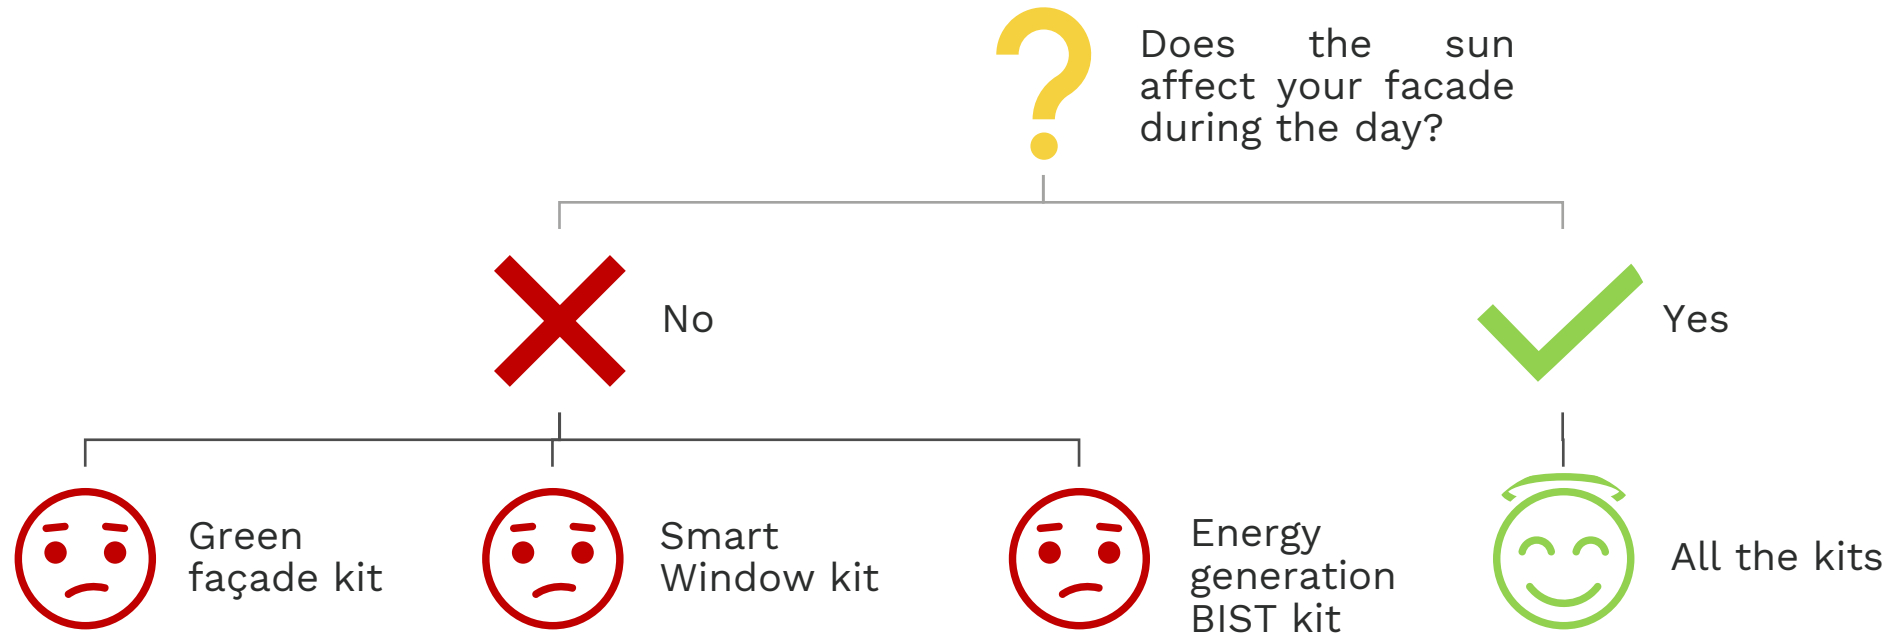 Does the sun
affect your facade
during the day?
No
Yes
Green
façade kit
Smart
Window kit
Energy
generation
BIST kit
All the kits